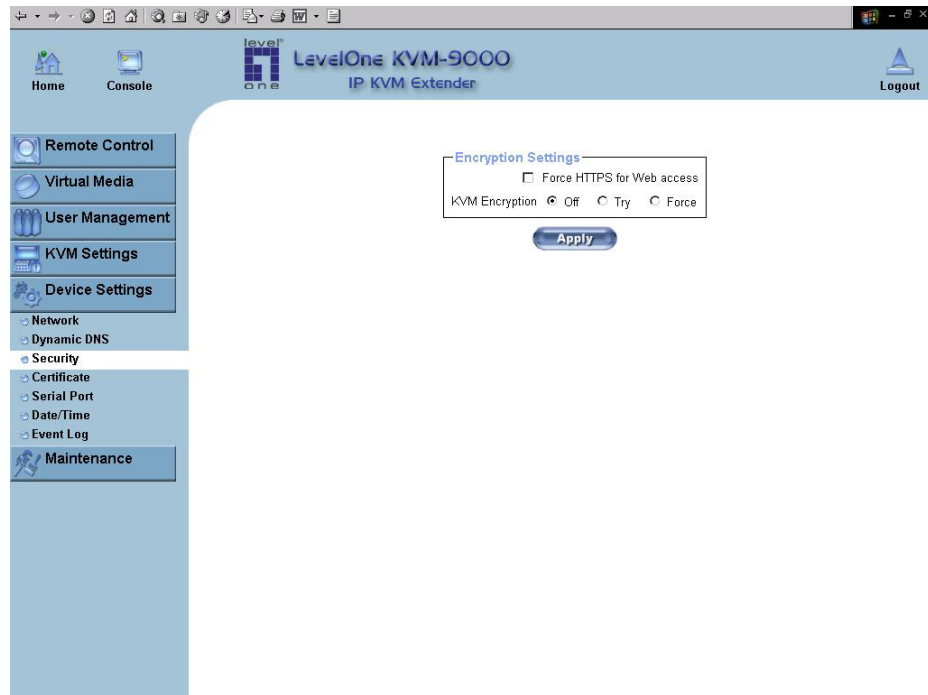 level
one
LevelOne KVM-9000
IP KVM Extender
Home
Console
Logout
Remote Control
Virtual Media
User Management
KVM Settings
Device Settings
Network
Dynamic DNS
Security
Certificate
Serial Port
Date/Time
Event Log
Maintenance
Encryption Settings
Force HTTPS for Web access
KVM Encryption Off Try Force
Apply